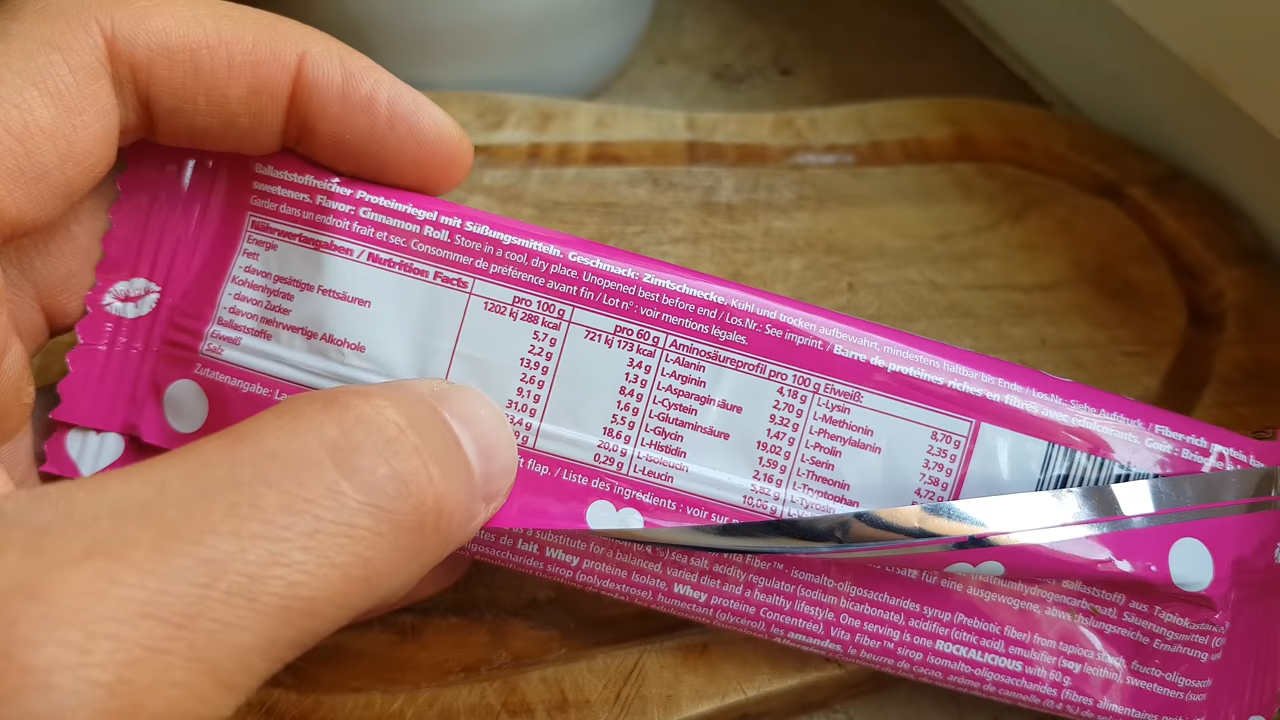 Ballaststoffreicher Proteinriegel mit Süßungsmitteln. Geschmack: Zimtschnecke. Kühl und trocken aufbewahrt, mindestens haltbar bis Ende / Los.Nr.: Siehe Aufdruck. / Fiber-rich protein bar
sweeteners. Flavor: Cinnamon Roll. Store in a cool, dry place. Unopened best before end / Los.Nr.: See imprint. / Barre de protéines riches en fibres avec édulcorants. Goût : Brioche à
Garder dans un endroit frait et sec. Consommer de préférence avant fin / Lot n° : voir mentions légales.
Nährwertangaben / Nutrition Facts pro 100 g pro 60 g
Energie 1202 kj 288 kcal 721 kj 173 kcal
Fett 5,7 g 3,4 g
- davon gesättigte Fettsäuren 2,2 g 1,3 g
Kohlenhydrate 13,9 g 8,4 g
- davon Zucker 2,6 g 1,6 g
- davon mehrwertige Alkohole 9,1 g 5,5 g
Ballaststoffe 31,0 g 18,6 g
Eiweiß 20,0 g
Salz 0,29 g
Aminosäureprofil pro 100 g Eiweiß:
L-Alanin 4,18 g
L-Arginin 2,70 g
L-Asparaginsäure 9,32 g
L-Cystein 1,47 g
L-Glutaminsäure 19,02 g
L-Glycin 1,59 g
L-Histidin 2,16 g
L-Isoleucin 5,62 g
L-Leucin 10,06 g
L-Lysin 8,70 g
L-Methionin 2,35 g
L-Phenylalanin 3,79 g
L-Prolin 7,58 g
L-Serin 4,72 g
L-Threonin
L-Tryptophan
L-Tyrosin
Zutatenangabe:
flap. / Liste des ingrédients : voir sur
(0,4 %) sea salt, acidity regulator (sodium bicarbonate), acidifier (citric acid), emulsifier (soy lecithin), sweeteners
Vita Fiber™ - isomalto-oligosaccharides syrup (Prebiotic fiber) from tapioca starch, fructo-oligosacch
as a substitute for a balanced, varied diet and a healthy lifestyle. One serving is one ROCKALICIOUS with 60 g.
de lait, Whey protéine Isolate, Whey protéine Concentrée), Vita Fiber™ sirop isomalto-oligosaccharides (fibres alimentaires
oligosaccharides sirop (polydextrose), humectant (glycérol), les amandes, le beurre de cacao, arôme de cannelle (0,4 %)
Ballaststoff) aus Tapiokastärke
(Natriumhydrogencarbonat), Säuerungsmittel
Ersatz für eine ausgewogene, abwechslungsreiche Ernährung